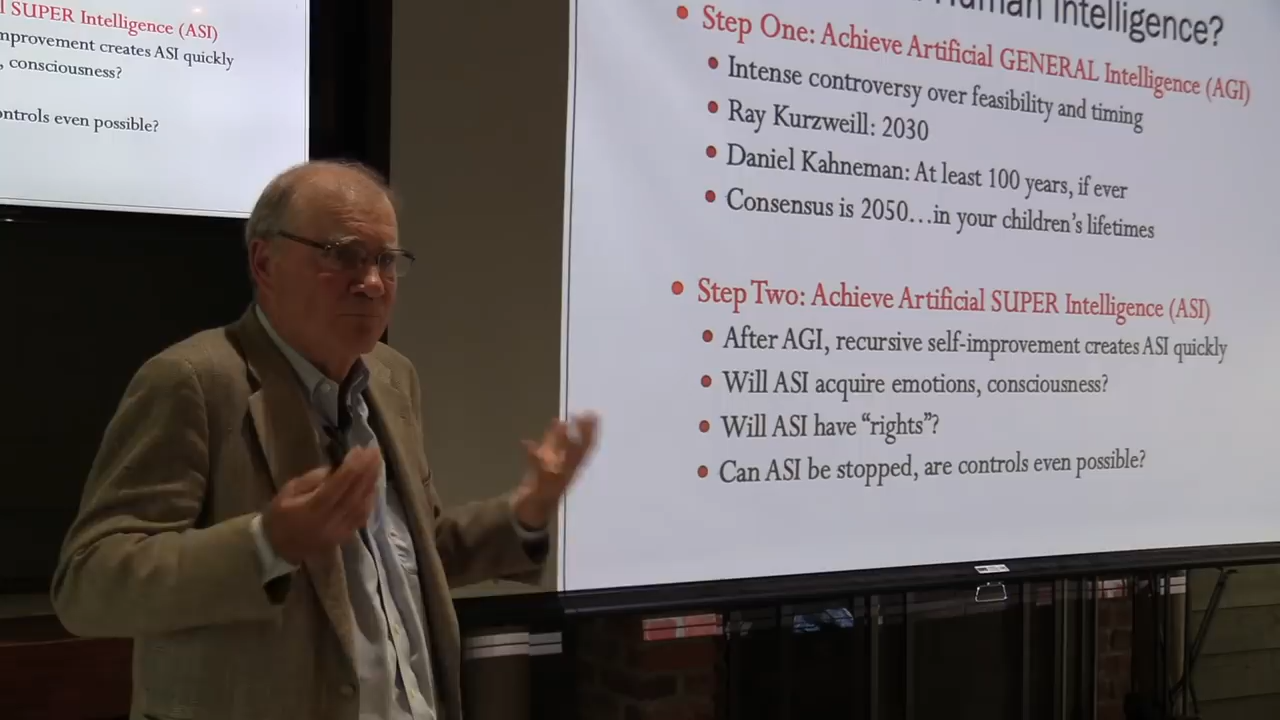 SUPER Intelligence (ASI)
improvement creates ASI quickly
, consciousness?
controls even possible?
Human Intelligence?
Step One: Achieve Artificial GENERAL Intelligence (AGI)
Intense controversy over feasibility and timing
Ray Kurzweill: 2030
Daniel Kahneman: At least 100 years, if ever
Consensus is 2050...in your children's lifetimes
Step Two: Achieve Artificial SUPER Intelligence (ASI)
After AGI, recursive self-improvement creates ASI quickly
Will ASI acquire emotions, consciousness?
Will ASI have “rights”?
Can ASI be stopped, are controls even possible?